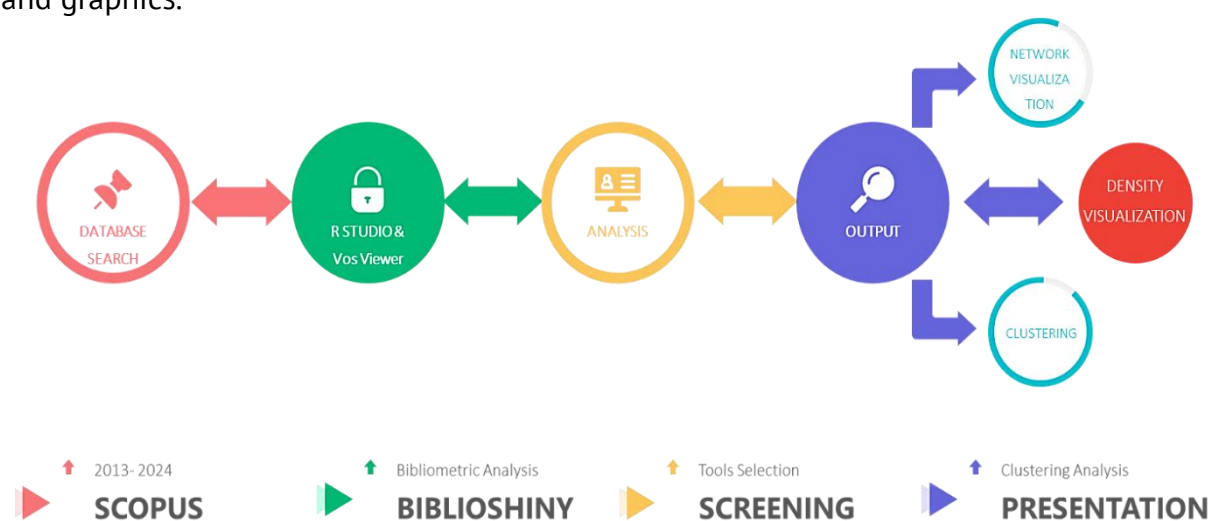 and graphics.
NETWORK
VISUALIZA
TION
DATABASE
SEARCH
R STUDIO &
Vos Viewer
ANALYSIS
OUTPUT
DENSITY
VISUALIZATION
CLUSTERING
2013- 2024
SCOPUS
Bibliometric Analysis
BIBLIOSHINY
Tools Selection
SCREENING
Clustering Analysis
PRESENTATION